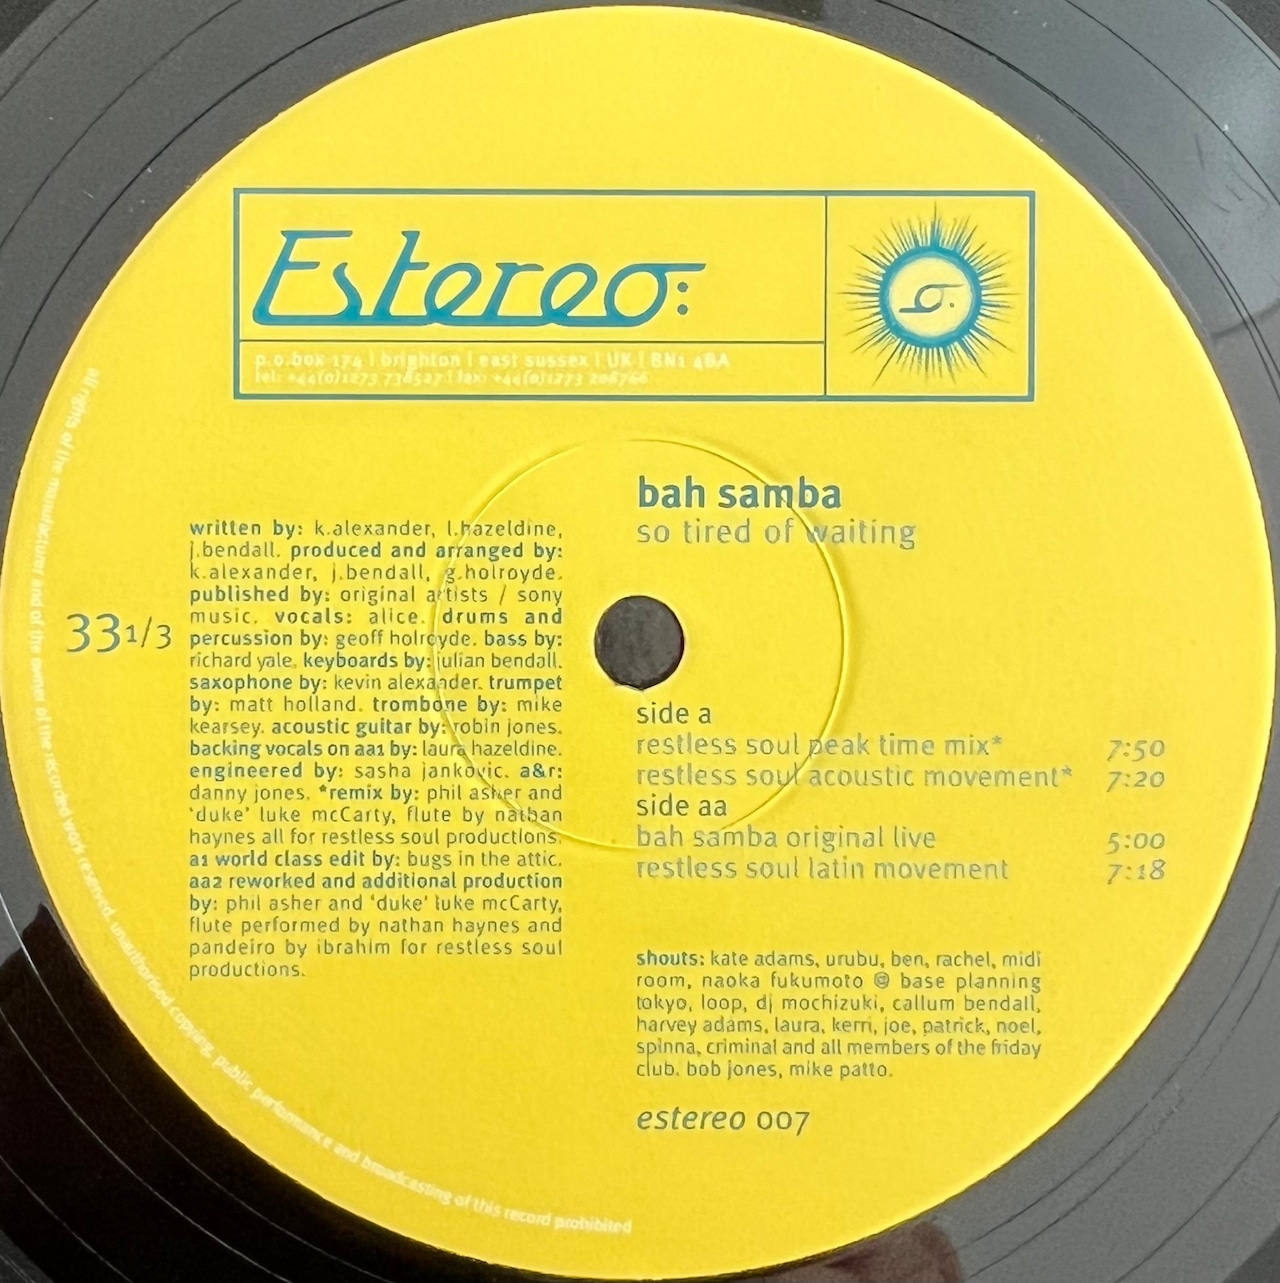 Estereo:
p.o.box 174 | brighton | east sussex | UK | BN1 4BA
tel: +44(0)1273 738527 | fax: +44(0)1273 208766
bah samba
so tired of waiting
written by: k.alexander, l.hazeldine,
j.bendall. produced and arranged by:
k.alexander, j.bendall, g.holroyde.
published by: original artists / sony
music. vocals: alice. drums and
percussion by: geoff holroyde. bass by:
richard yale. keyboards by: julian bendall.
saxophone by: kevin alexander. trumpet
by: matt holland. trombone by: mike
kearsey. acoustic guitar by: robin jones.
backing vocals on aa1 by: laura hazeldine.
engineered by: sasha jankovic. a&r:
danny jones. *remix by: phil asher and
'duke' luke mcCarty, flute by nathan
haynes all for restless soul productions.
a1 world class edit by: bugs in the attic.
aa2 reworked and additional production
by: phil asher and 'duke' luke mcCarty,
flute performed by nathan haynes and
pandeiro by ibrahim for restless soul
productions.
33 1/3
side a
restless soul peak time mix* 7:50
restless soul acoustic movement* 7:20
side aa
bah samba original live 5:00
restless soul latin movement 7:18
shouts: kate adams, urubu, ben, rachel, midi
room, naoka fukumoto @ base planning
tokyo, loop, dj mochizuki, callum bendall,
harvey adams, laura, kerri, joe, patrick, noel,
spinna, criminal and all members of the friday
club. bob jones, mike patto.
estereo 007
all rights of the manufacturer and of the owner of the recorded work reserved. unauthorised copying, public performance and broadcasting of this record prohibited